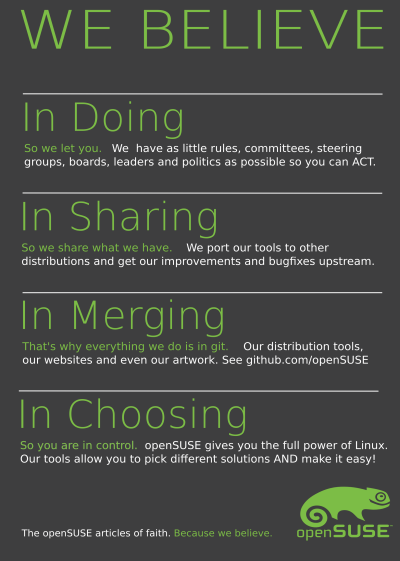 WE BELIEVE
In Doing
So we let you. We have as little rules, committees, steering
groups, boards, leaders and politics as possible so you can ACT.
In Sharing
So we share what we have. We port our tools to other
distributions and get our improvements and bugfixes upstream.
In Merging
That's why everything we do is in git. Our distribution tools,
our websites and even our artwork. See github.com/openSUSE
In Choosing
So you are in control. openSUSE gives you the full power of Linux.
Our tools allow you to pick different solutions AND make it easy!
The openSUSE articles of faith. Because we believe.
openSUSE